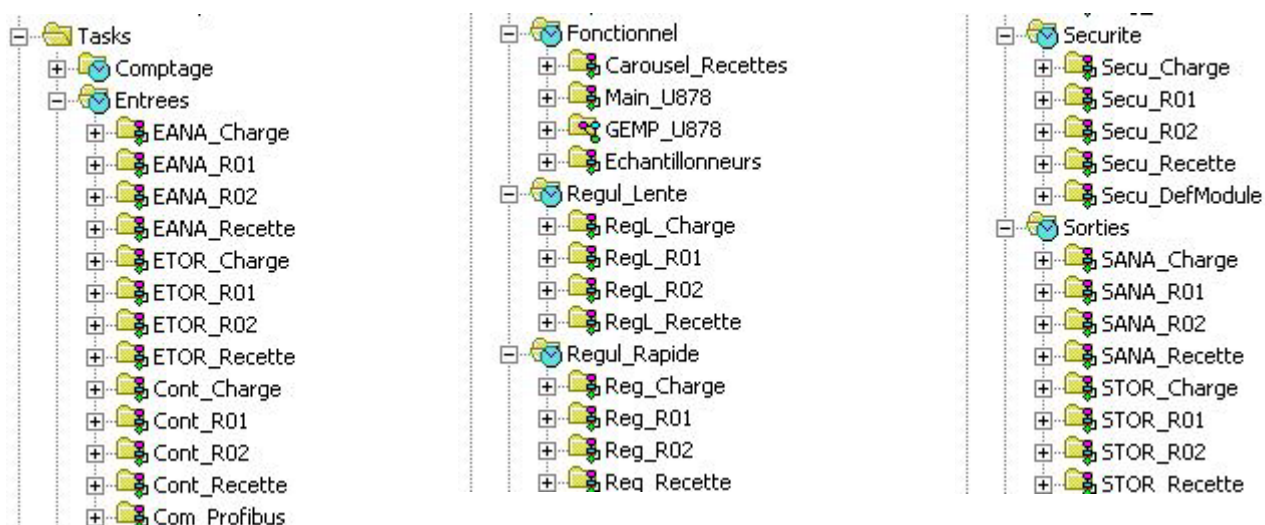 Tasks
Comptage
Entrees
EANA_Charge
EANA_R01
EANA_R02
EANA_Recette
ETOR_Charge
ETOR_R01
ETOR_R02
ETOR_Recette
Cont_Charge
Cont_R01
Cont_R02
Cont_Recette
Com_Profibus
Fonctionnel
Carousel_Recettes
Main_U878
GEMP_U878
Echantillonneurs
Regul_Lente
RegL_Charge
RegL_R01
RegL_R02
RegL_Recette
Regul_Rapide
Reg_Charge
Reg_R01
Reg_R02
Reg_Recette
Securite
Secu_Charge
Secu_R01
Secu_R02
Secu_Recette
Secu_DefModule
Sorties
SANA_Charge
SANA_R01
SANA_R02
SANA_Recette
STOR_Charge
STOR_R01
STOR_R02
STOR_Recette